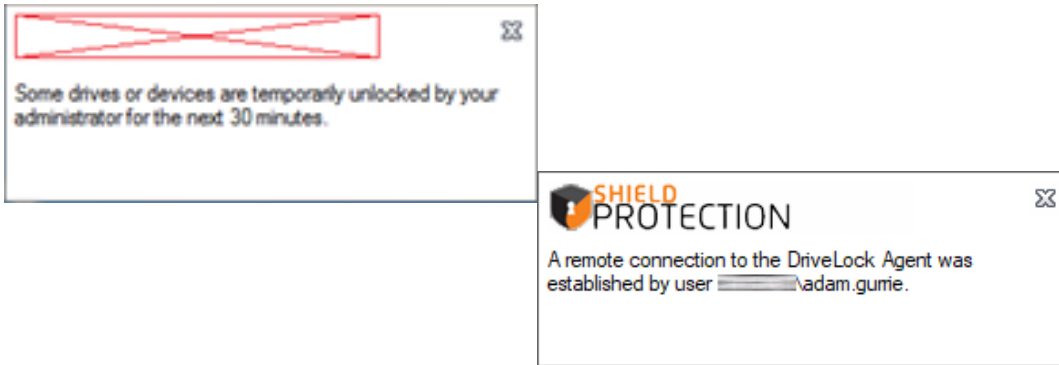 Some drives or devices are temporarily unlocked by your
administrator for the next 30 minutes.
SHIELD
PROTECTION
A remote connection to the DriveLock Agent was
established by user \adam.gurrie.